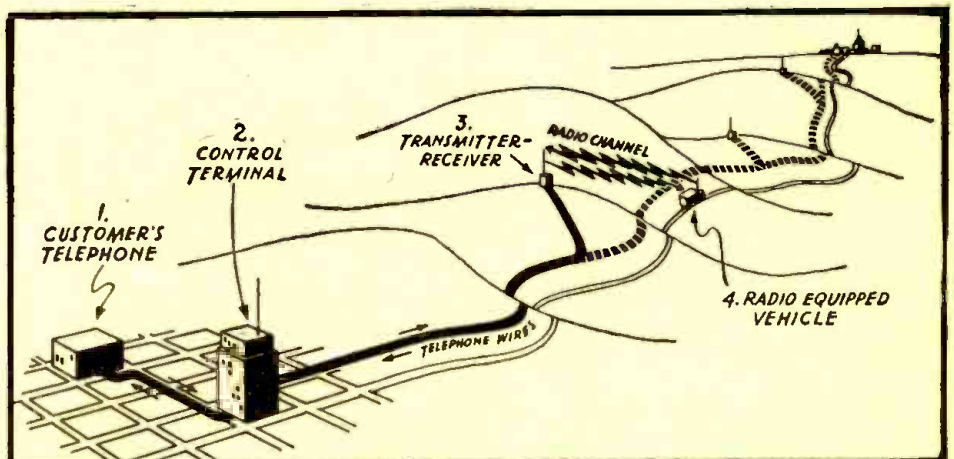 1.
CUSTOMER'S
TELEPHONE
2.
CONTROL
TERMINAL
3.
TRANSMITTER-
RECEIVER
RADIO CHANNEL
4. RADIO EQUIPPED
VEHICLE
TELEPHONE WIRES